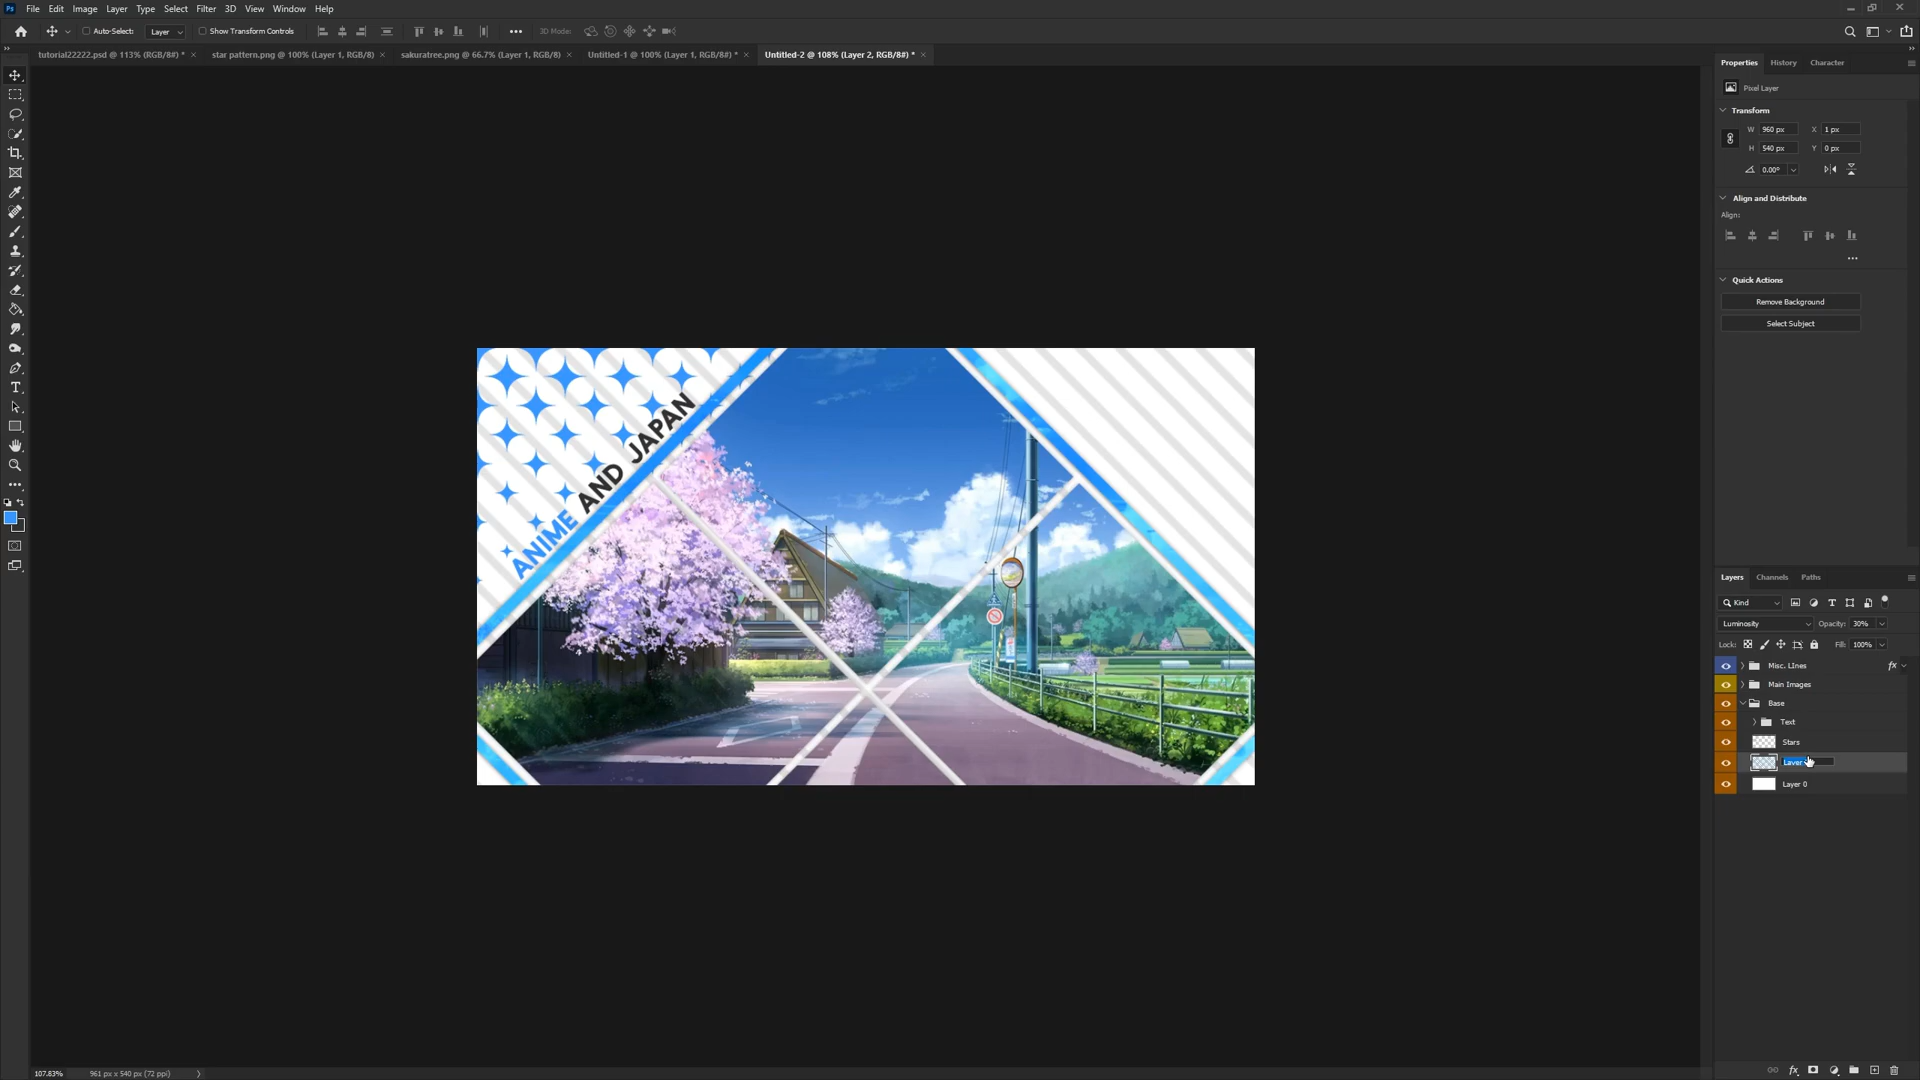 Ps File Edit Image Layer Type Select Filter 3D View Window Help
Auto-Select: Layer Show Transform Controls 3D Mode:
tutorial22222.psd @ 113% (RGB/8#) * × star pattern.png @ 100% (Layer 1, RGB/8) × sakuratree.png @ 66.7% (Layer 1, RGB/8) × Untitled-1 @ 100% (Layer 1, RGB/8#) * × Untitled-2 @ 108% (Layer 2, RGB/8#) * ×
Properties History Character
Pixel Layer
Transform
W 960 px X 1 px
H 540 px Y 0 px
0.00°
Align and Distribute
Align:
Quick Actions
Remove Background
Select Subject
ANIME AND JAPAN
Layers Channels Paths
Kind
Luminosity Opacity: 30%
Lock: Fill: 100%
Misc. LInes fx
Main Images
Base
Text
Stars
Layer
Layer 0
107.83% 961 px x 540 px (72 ppi)
fx